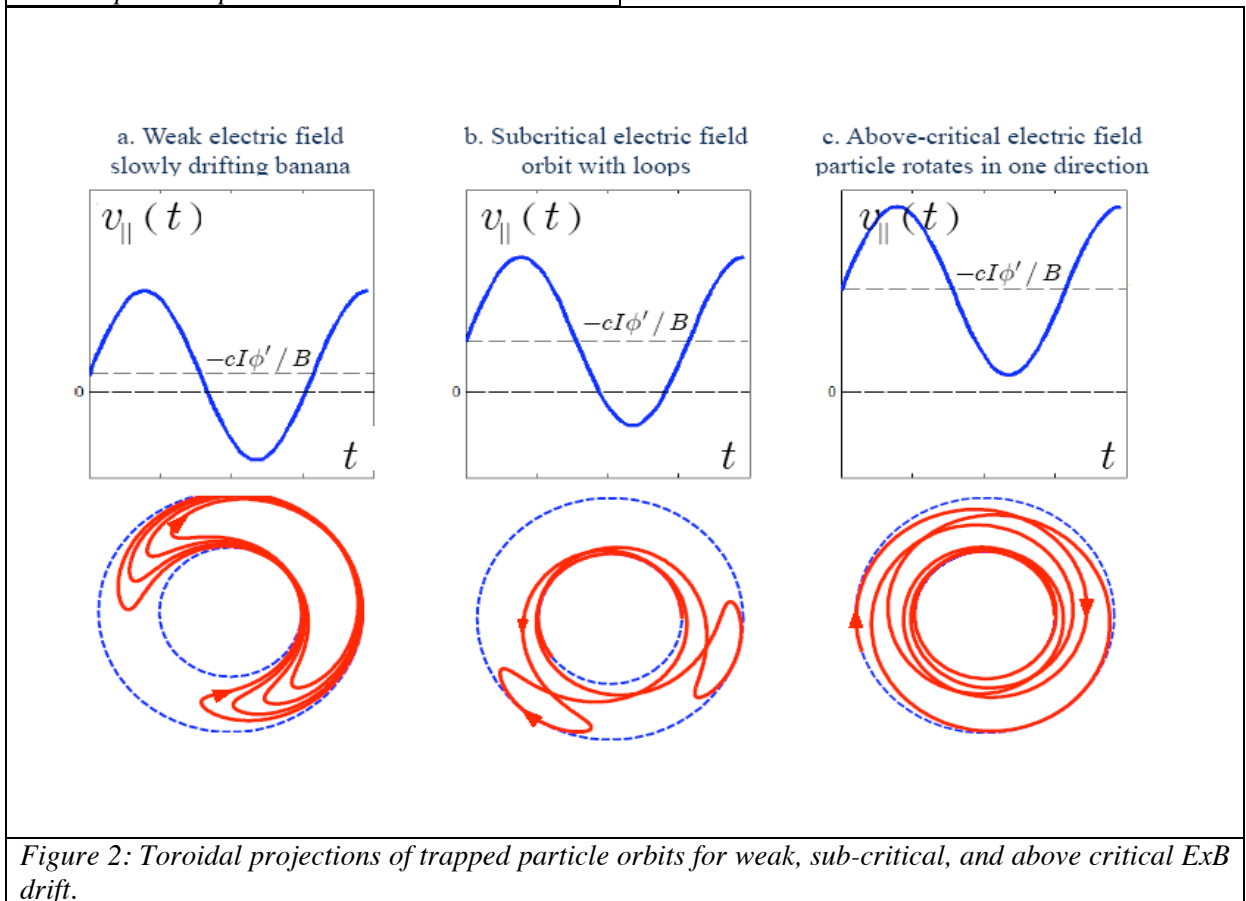 a. Weak electric field
slowly drifting banana
b. Subcritical electric field
orbit with loops
c. Above-critical electric field
particle rotates in one direction
v|| (t)
−cIϕ′ / B
0
t
v|| (t)
−cIϕ′ / B
0
t
v|| (t)
−cIϕ′ / B
0
t
Figure 2: Toroidal projections of trapped particle orbits for weak, sub-critical, and above critical ExB
drift.